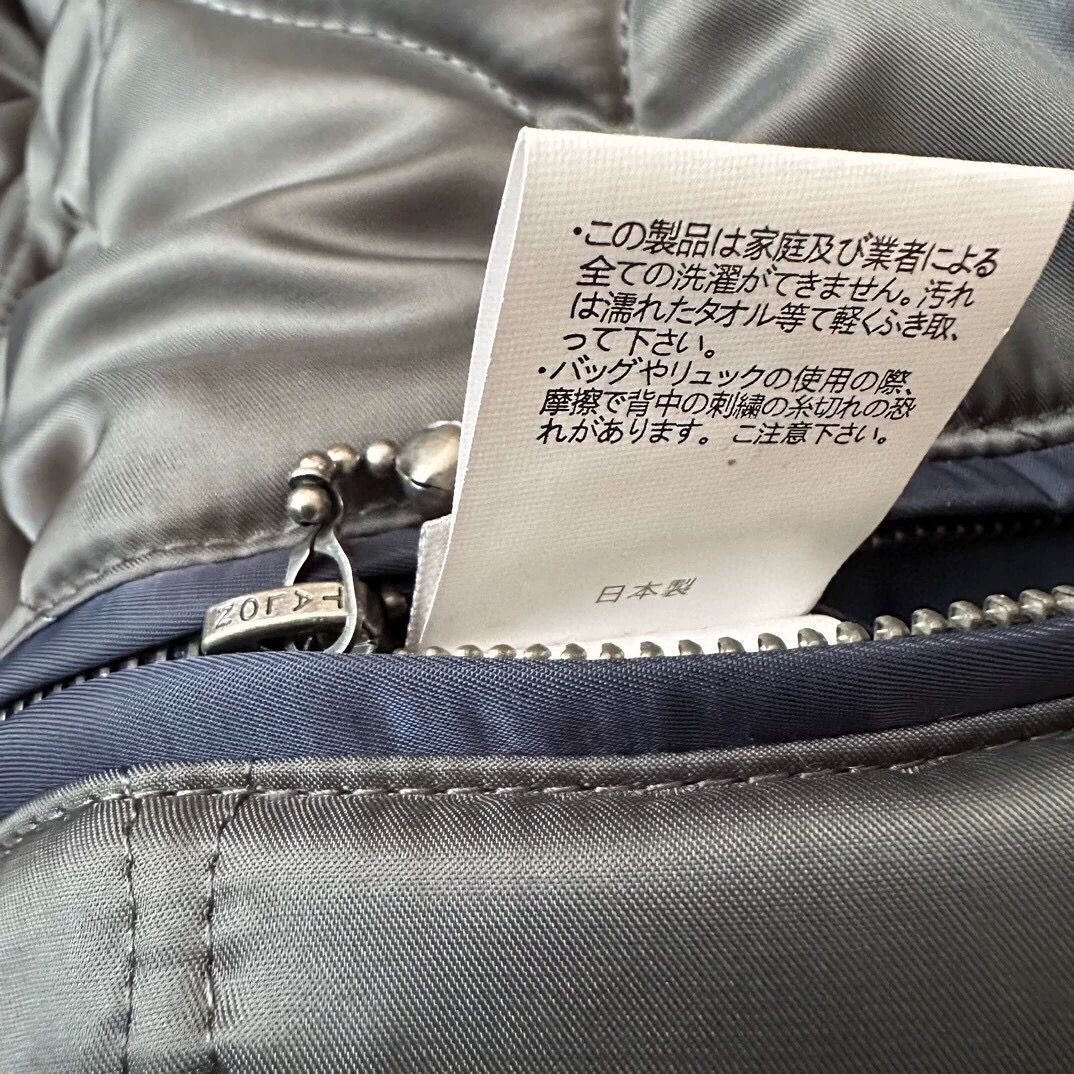 ・この製品は家庭及び業者による
全ての洗濯ができません。汚れ
は濡れたタオル等で軽くふき取、
って下さい。
・バッグやリュックの使用の際、
摩擦で背中の刺繍の糸切れの恐
れがあります。ご注意下さい。
日本製
TALON